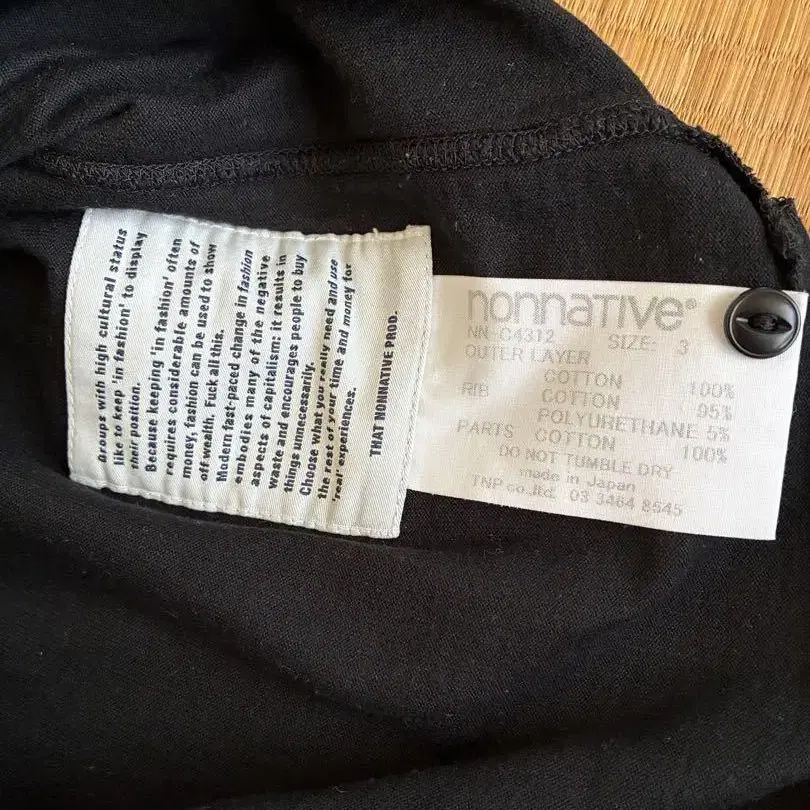 Groups with high cultural status
like to keep 'in fashion' to display
their position.
Because keeping 'in fashion' often
requires considerable amounts of
money, fashion can be used to show
off wealth. Fuck all this.
Modern fast-paced change in fashion
embodies many of the negative
aspects of capitalism: it results in
waste and encourages people to buy
things unnecessarily.
Choose what you really need and use
the rest of your time and money for
'real' experiences.
THAT NONNATIVE PROD.
nonnative®
NN-C4312 SIZE: 3
OUTER LAYER
COTTON 100%
RIB COTTON 95%
POLYURETHANE 5%
PARTS COTTON 100%
DO NOT TUMBLE DRY
made in Japan
TNP co.,ltd. 03 3464 8545